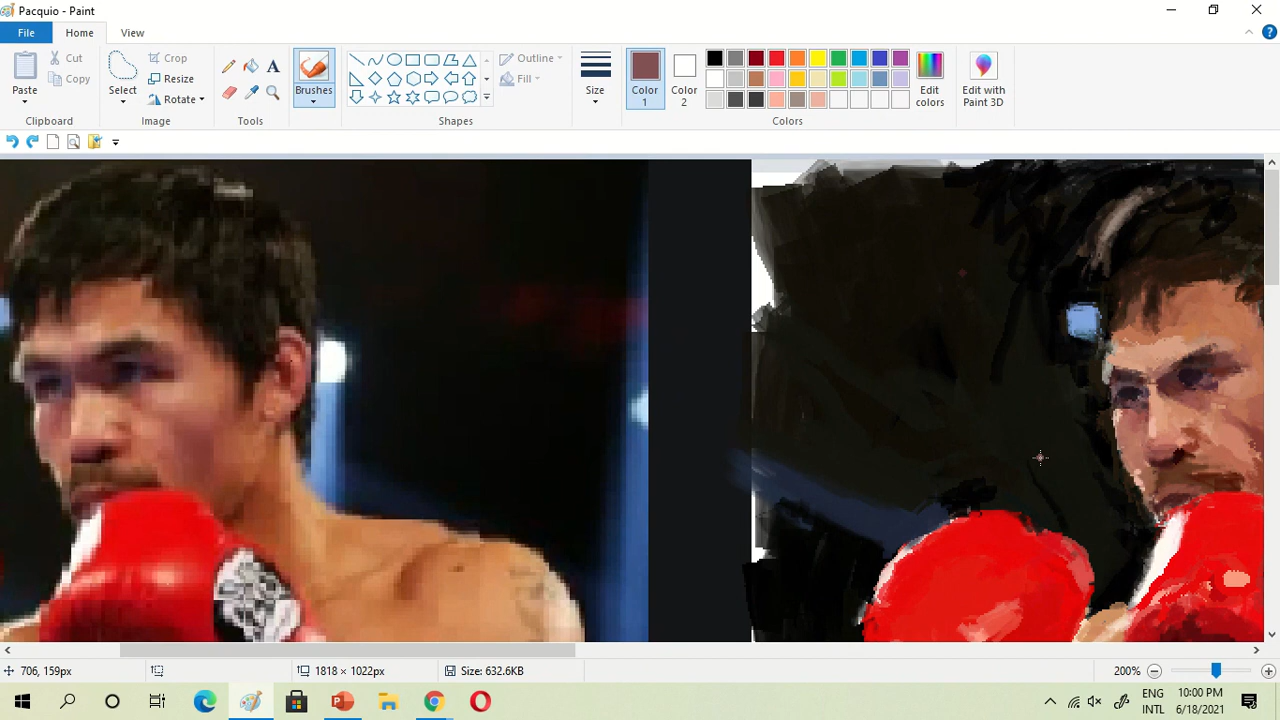 Pacquio - Paint
File
Home
View
Paste
Cut
Copy
Clipboard
Select
Crop
Resize
Rotate
Image
A
Tools
Brushes
Outline
Fill
Shapes
Size
Color 1
Color 2
Edit colors
Edit with Paint 3D
Colors
706, 159px
1818 × 1022px
Size: 632.6KB
200%
ENG
INTL
10:00 PM
6/18/2021